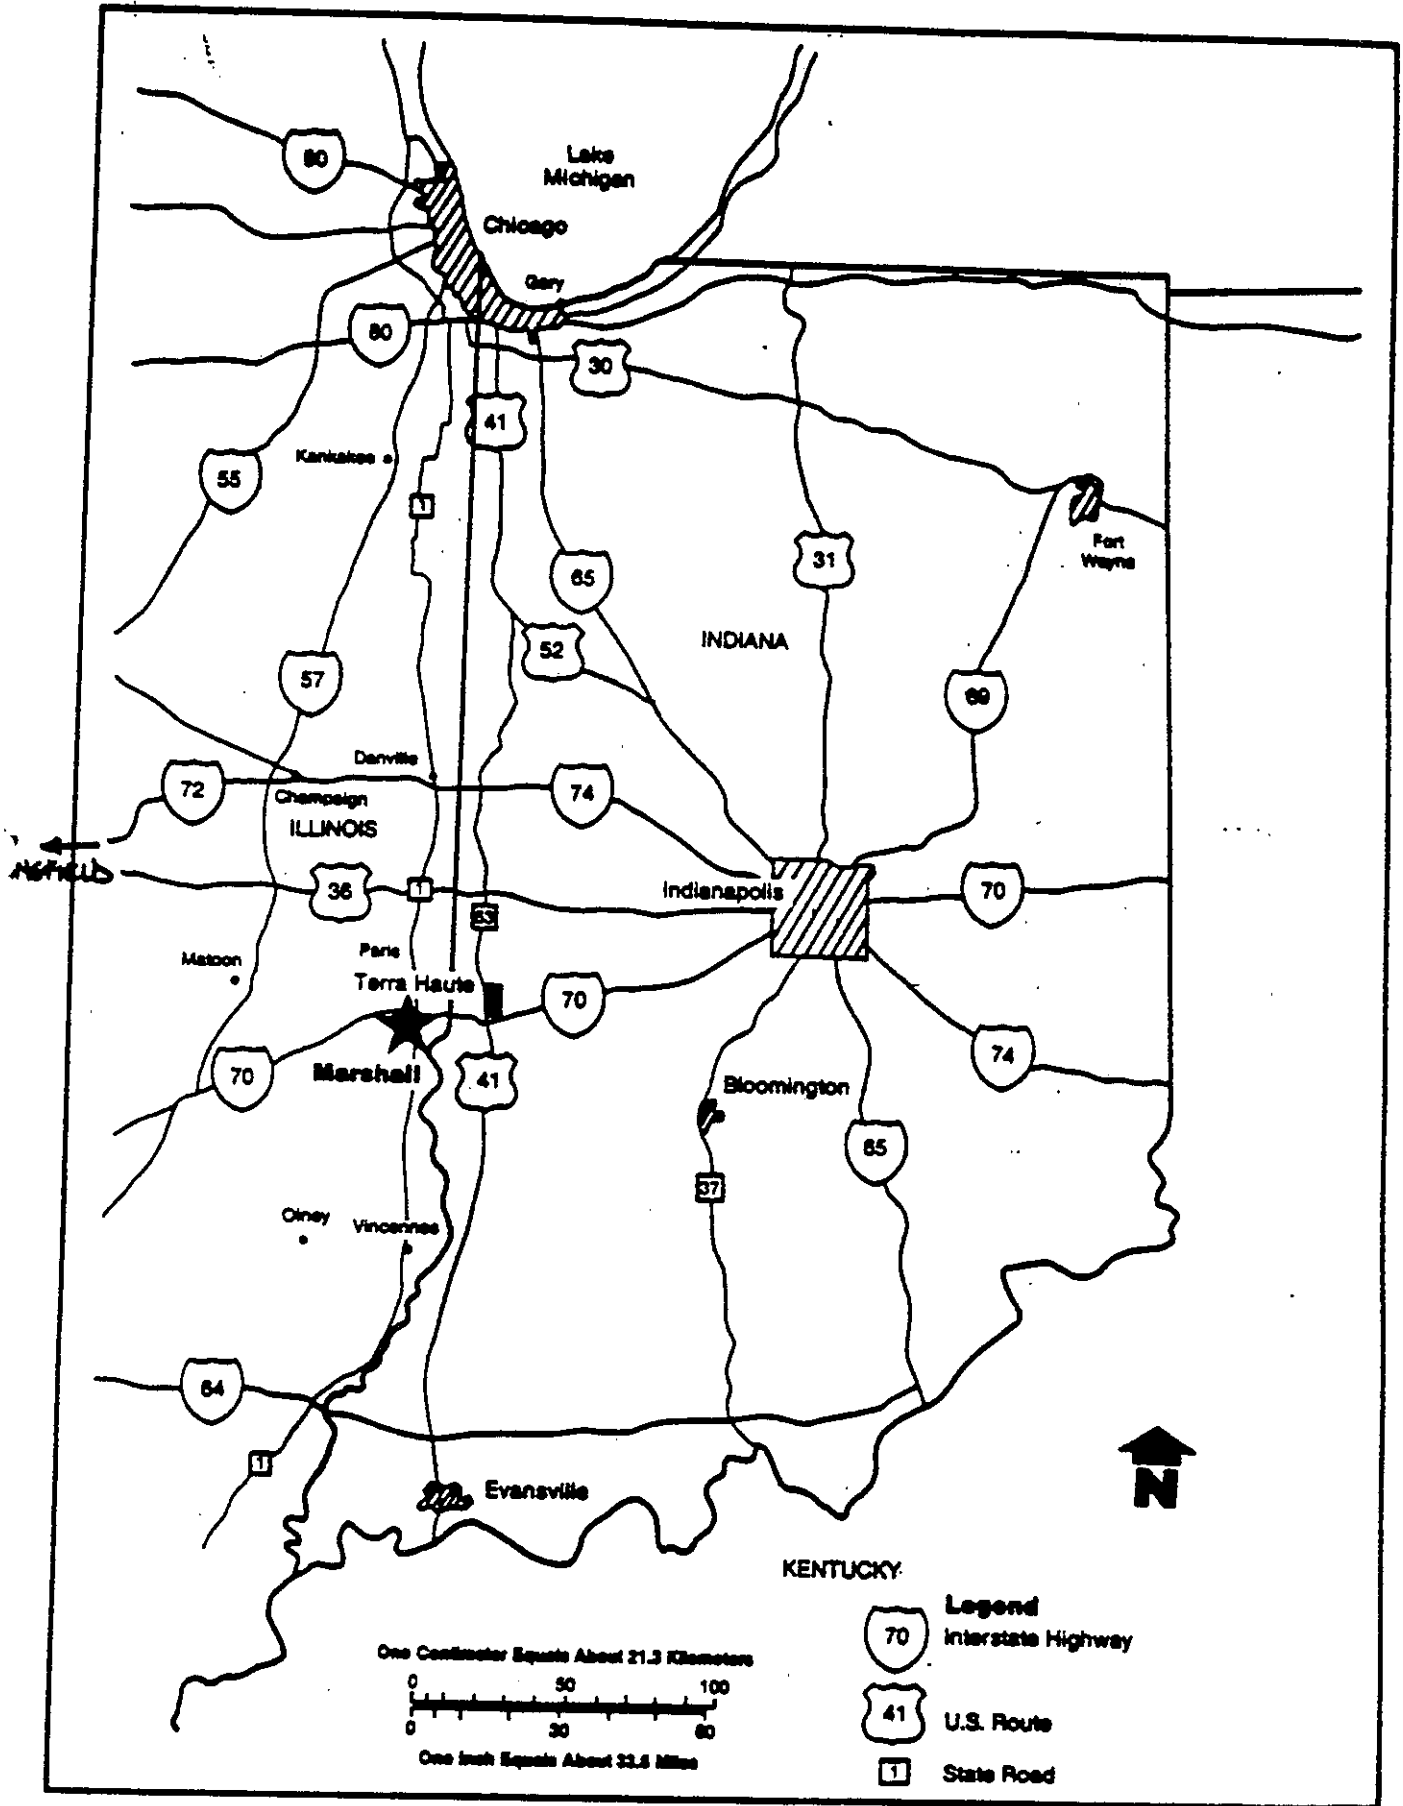 80
Lake
Michigan
Chicago
Gary
80
30
41
Kankakee
55
1
65
31
Fort
Wayne
52
INDIANA
57
69
Danville
72
74
Champaign
ILLINOIS
36
1
Indianapolis
70
63
Paris
Matoon
Terra Haute
70
74
Marshall
70
41
Bloomington
65
37
Olney
Vincennes
64
1
Evansville
N
KENTUCKY
Legend
70
Interstate Highway
One Centimeter Equals About 21.3 Kilometers
0 50 100
41
U.S. Route
0 30 60
One Inch Equals About 33.5 Miles
1
State Road